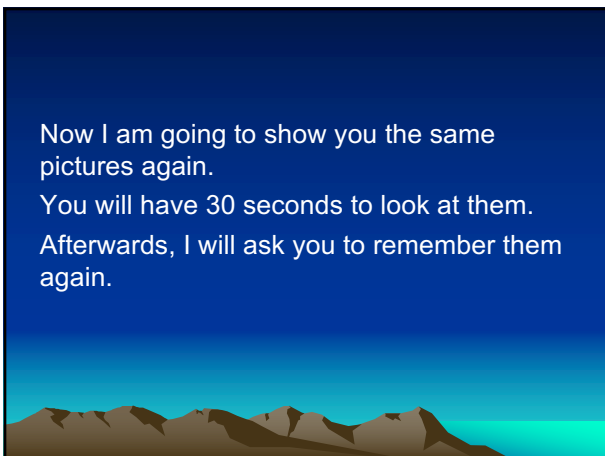 Now I am going to show you the same
pictures again.
You will have 30 seconds to look at them.
Afterwards, I will ask you to remember them
again.